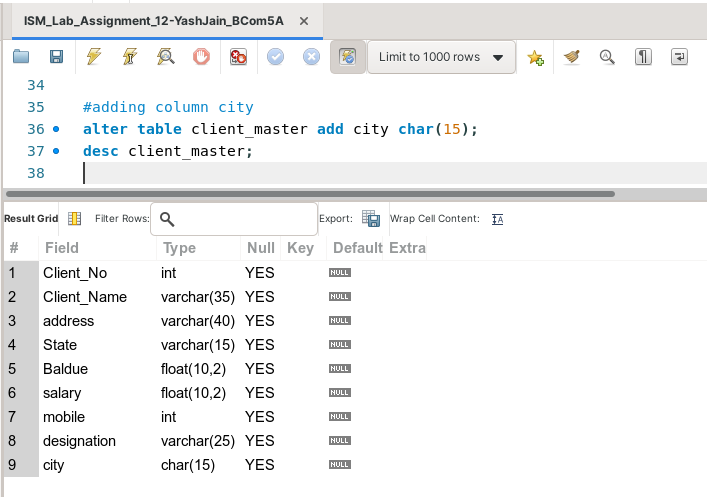 ISM_Lab_Assignment_12-YashJain_BCom5A ×
Limit to 1000 rows
34
35 #adding column city
36 alter table client_master add city char(15);
37 desc client_master;
38
Result Grid Filter Rows: Export: Wrap Cell Content: IA
# Field Type Null Key Default Extra
1 Client_No int YES NULL
2 Client_Name varchar(35) YES NULL
3 address varchar(40) YES NULL
4 State varchar(15) YES NULL
5 Baldue float(10,2) YES NULL
6 salary float(10,2) YES NULL
7 mobile int YES NULL
8 designation varchar(25) YES NULL
9 city char(15) YES NULL